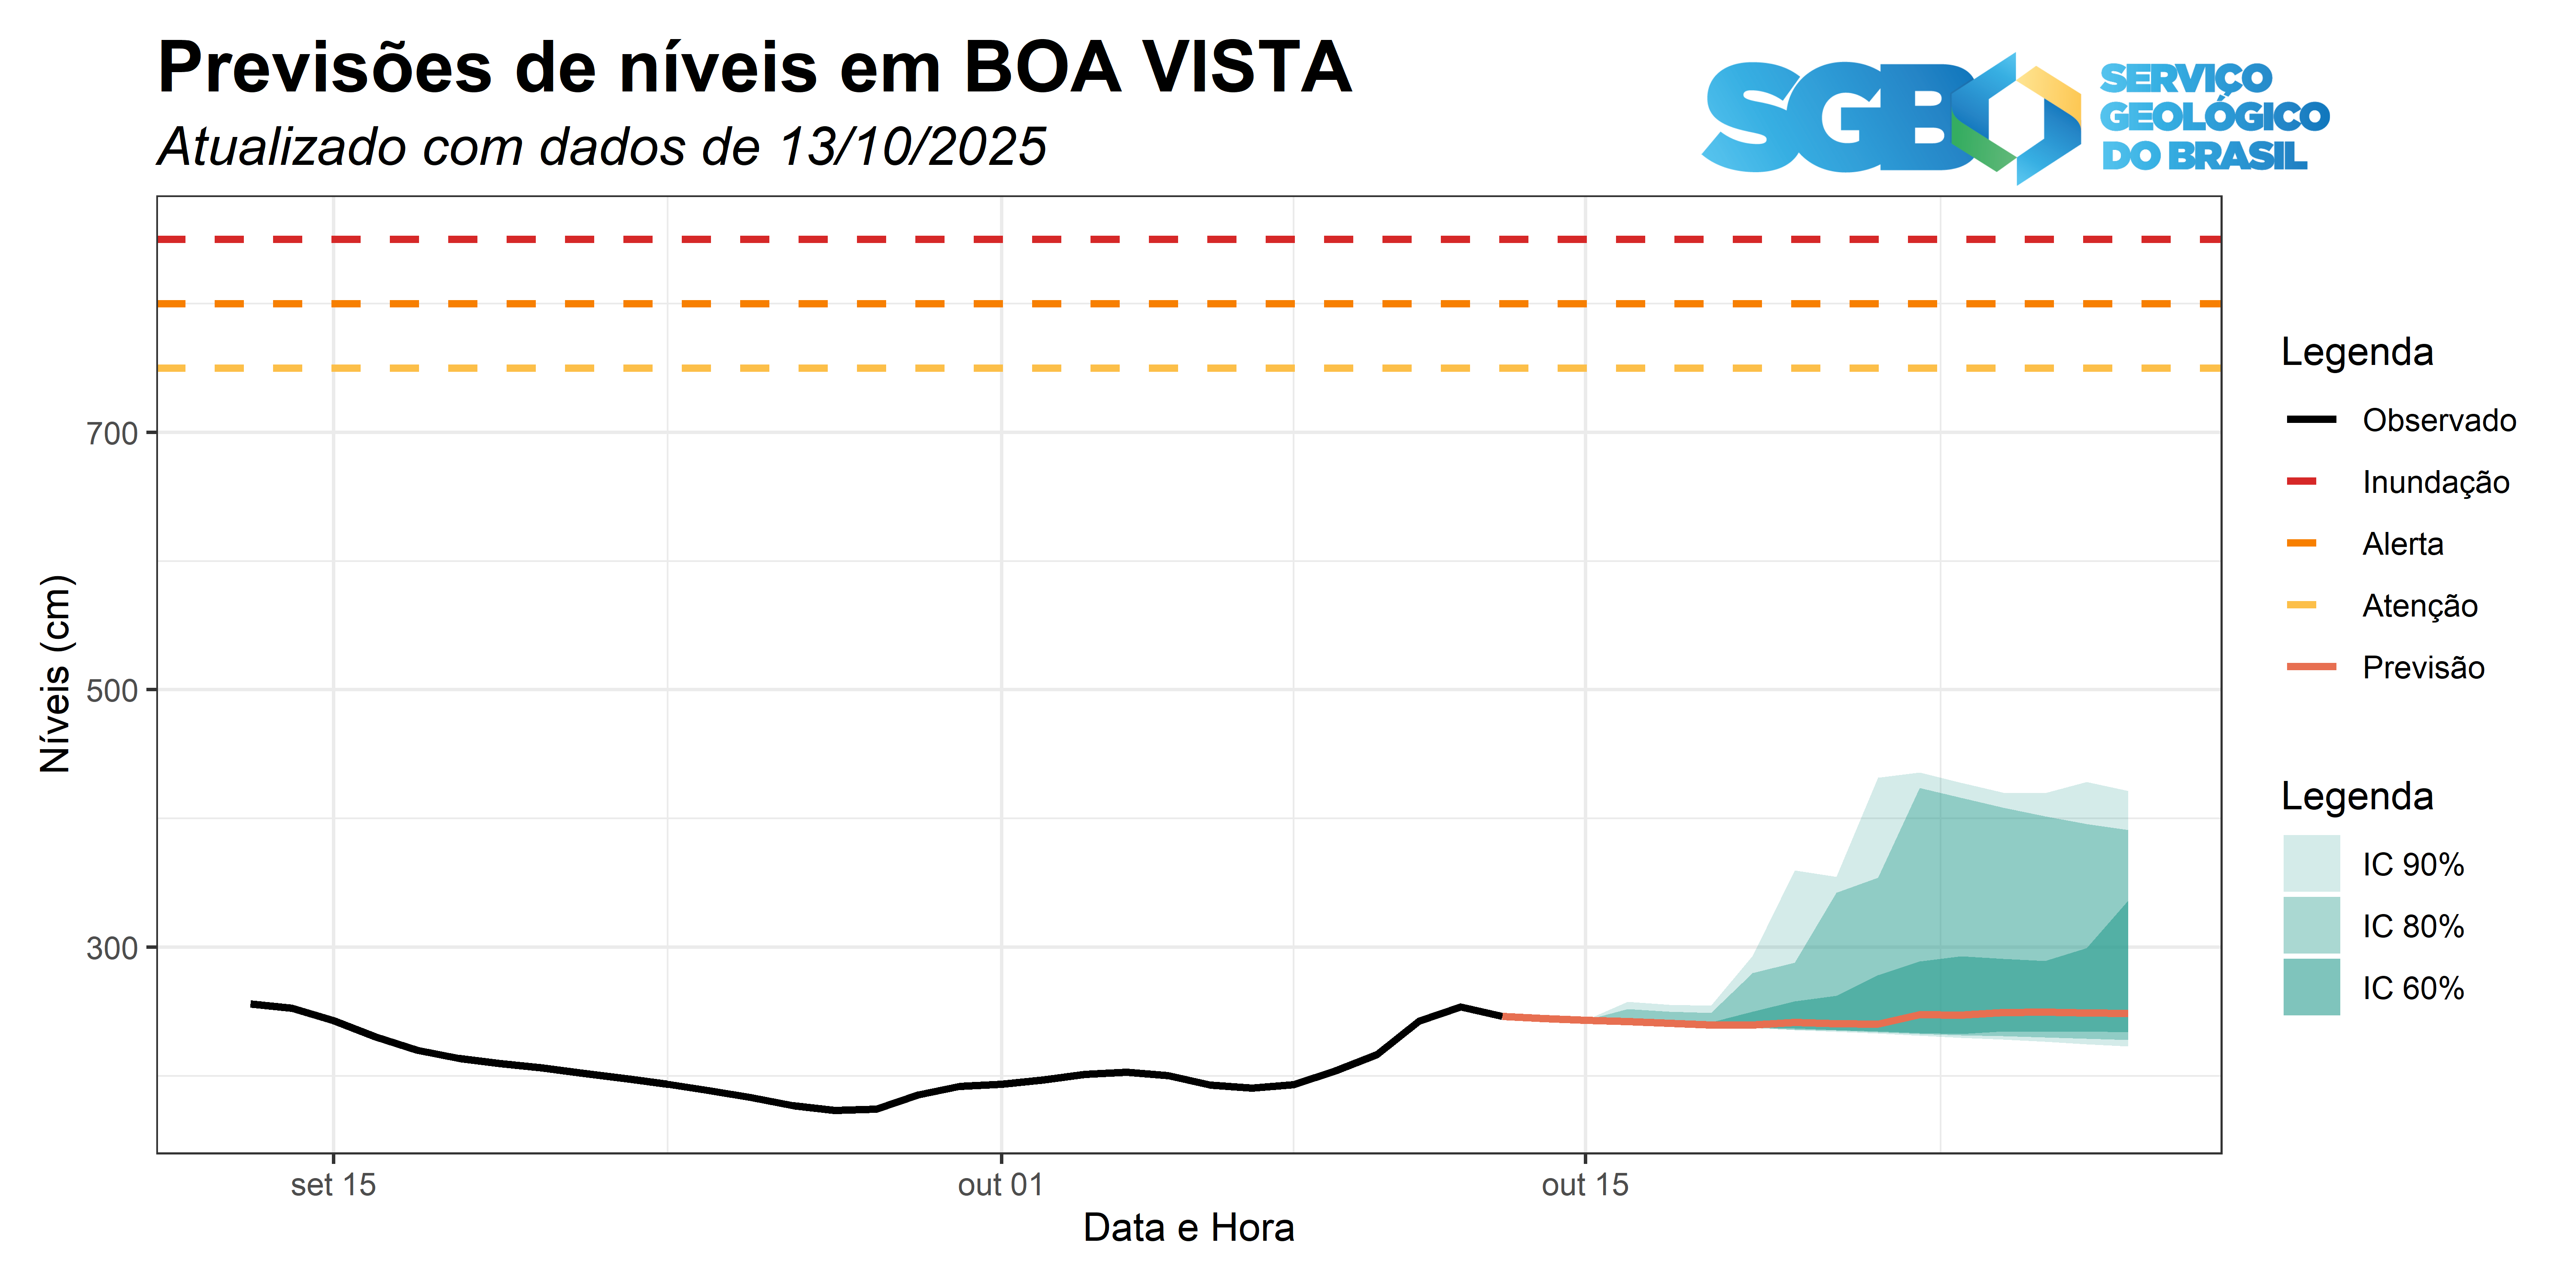 Previsões de níveis em BOA VISTA
Atualizado com dados de 13/10/2025
SGB
SERVIÇO
GEOLÓGICO
DO BRASIL
Níveis (cm)
700
500
300
set 15
out 01
out 15
Data e Hora
Legenda
Observado
Inundação
Alerta
Atenção
Previsão
Legenda
IC 90%
IC 80%
IC 60%